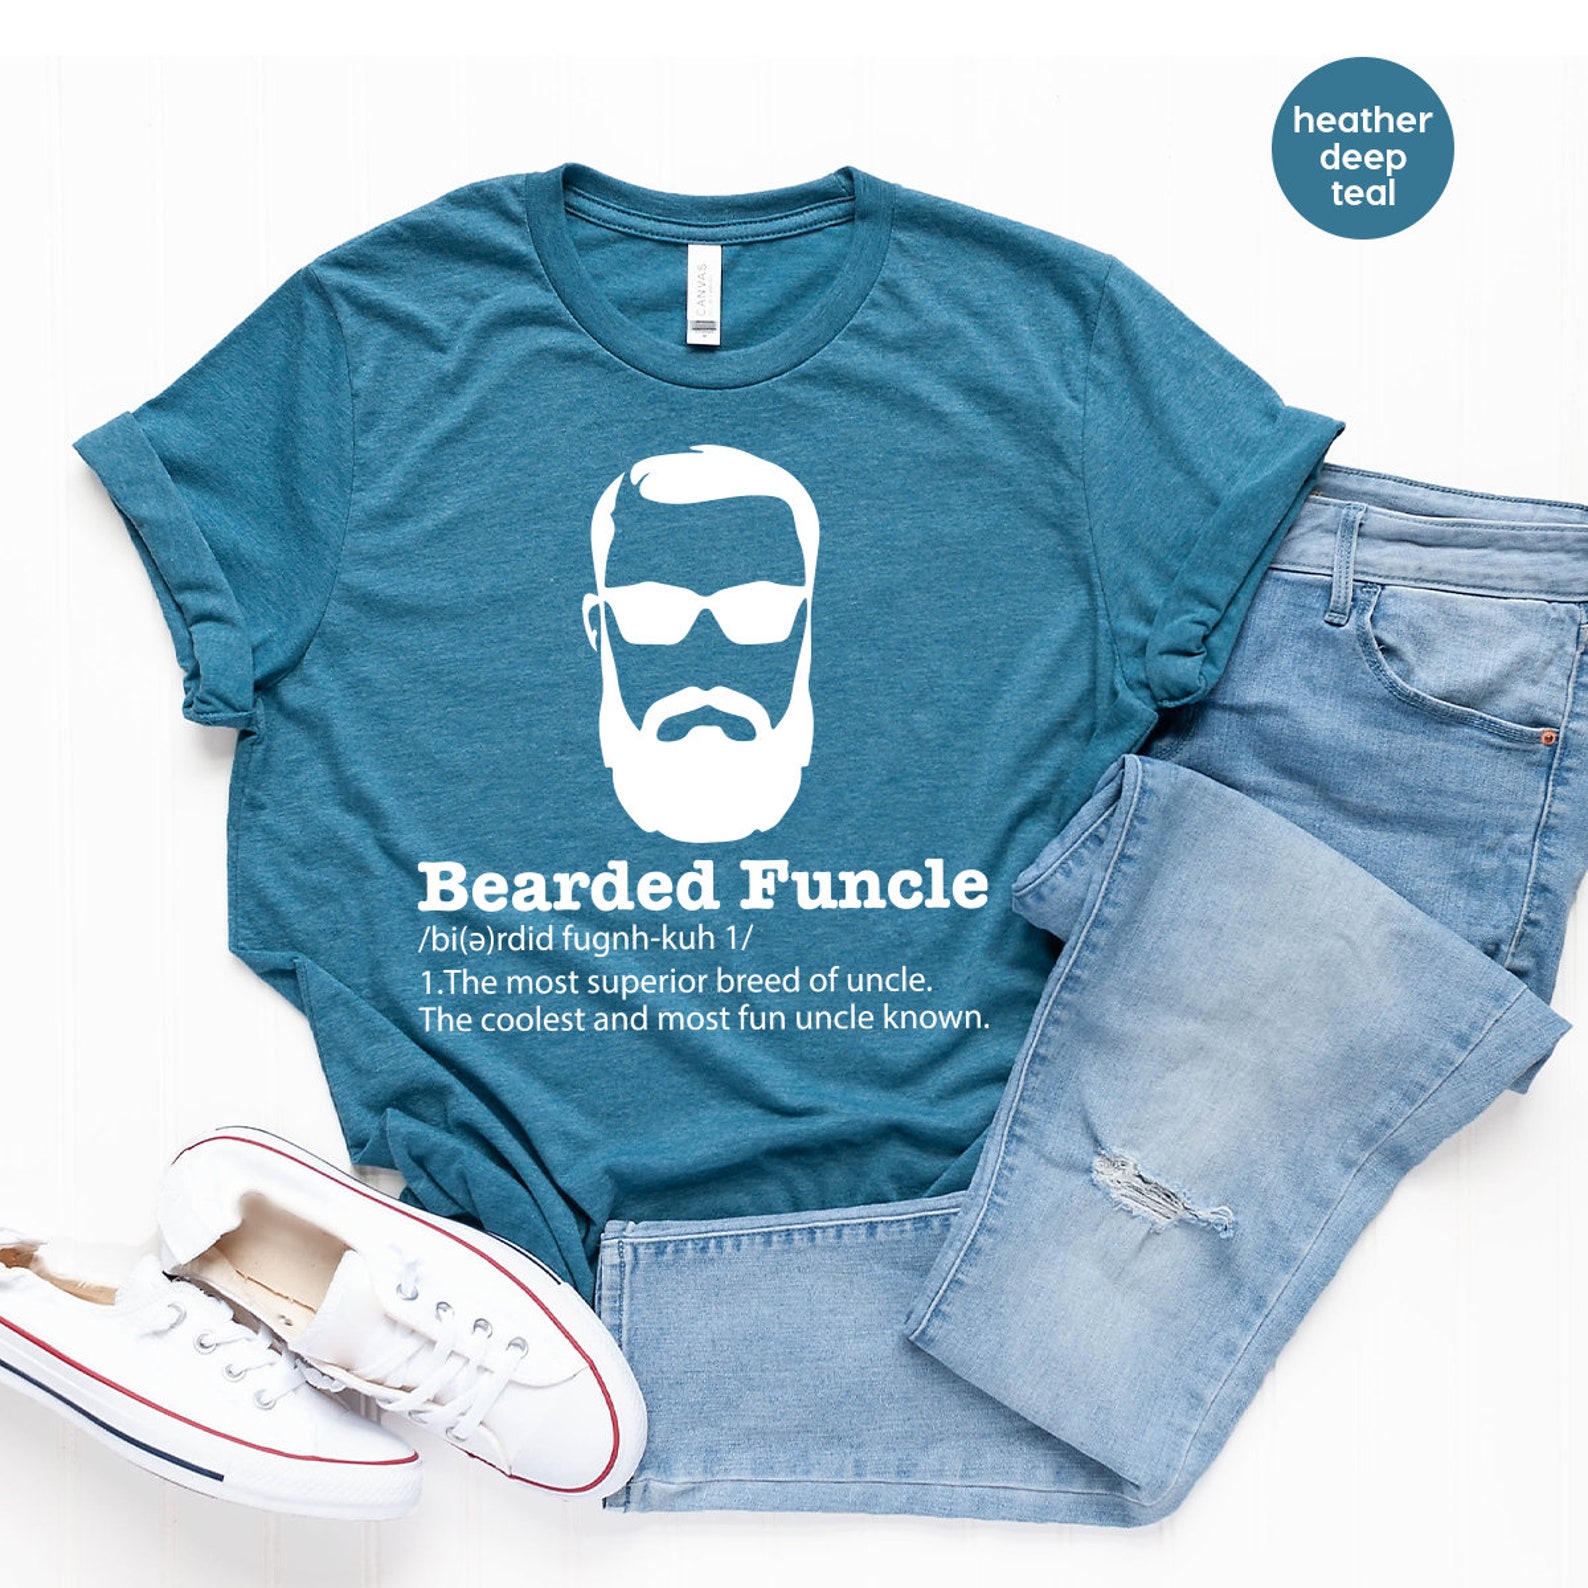 heather
deep
teal
CANVAS
Bearded Funcle
/bi(ə)rdid fugnh-kuh 1/
1.The most superior breed of uncle.
The coolest and most fun uncle known.